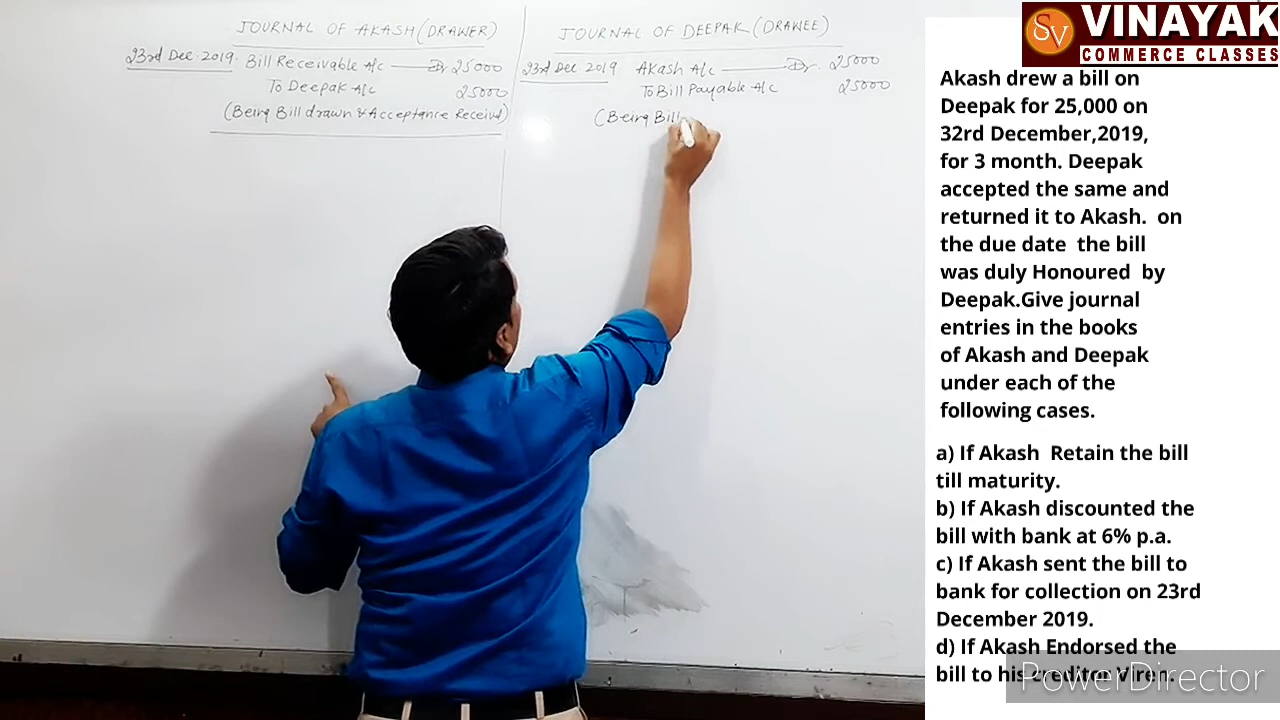 JOURNAL OF AKASH (DRAWER)
23rd Dec. 2019. Bill Receivable A/c Dr 25000
To Deepak A/c 25000
(Being Bill drawn & Acceptance Received)
JOURNAL OF DEEPAK (DRAWEE)
23rd Dec 2019 Akash A/c Dr. 25000
To Bill Payable A/c 25000
(Being Bill
SV VINAYAK
COMMERCE CLASSES
Akash drew a bill on
Deepak for 25,000 on
32rd December,2019,
for 3 month. Deepak
accepted the same and
returned it to Akash. on
the due date the bill
was duly Honoured by
Deepak.Give journal
entries in the books
of Akash and Deepak
under each of the
following cases.
a) If Akash Retain the bill
till maturity.
b) If Akash discounted the
bill with bank at 6% p.a.
c) If Akash sent the bill to
bank for collection on 23rd
December 2019.
d) If Akash Endorsed the
bill to his creditor Viren.
PowerDirector